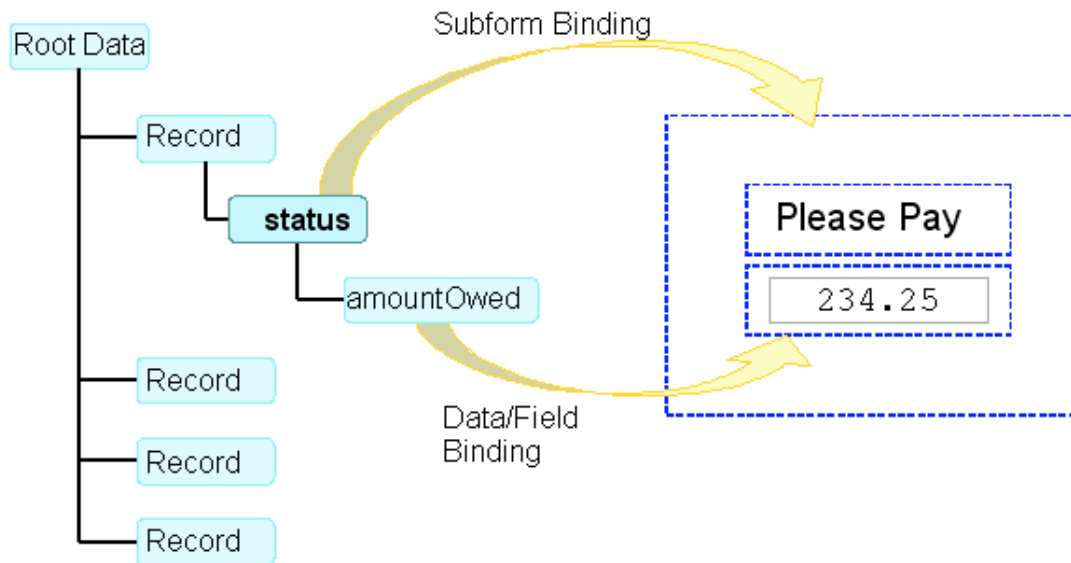 Subform Binding
Root Data
Record
status
Please Pay
amountOwed
234.25
Record
Data/Field
Binding
Record
Record